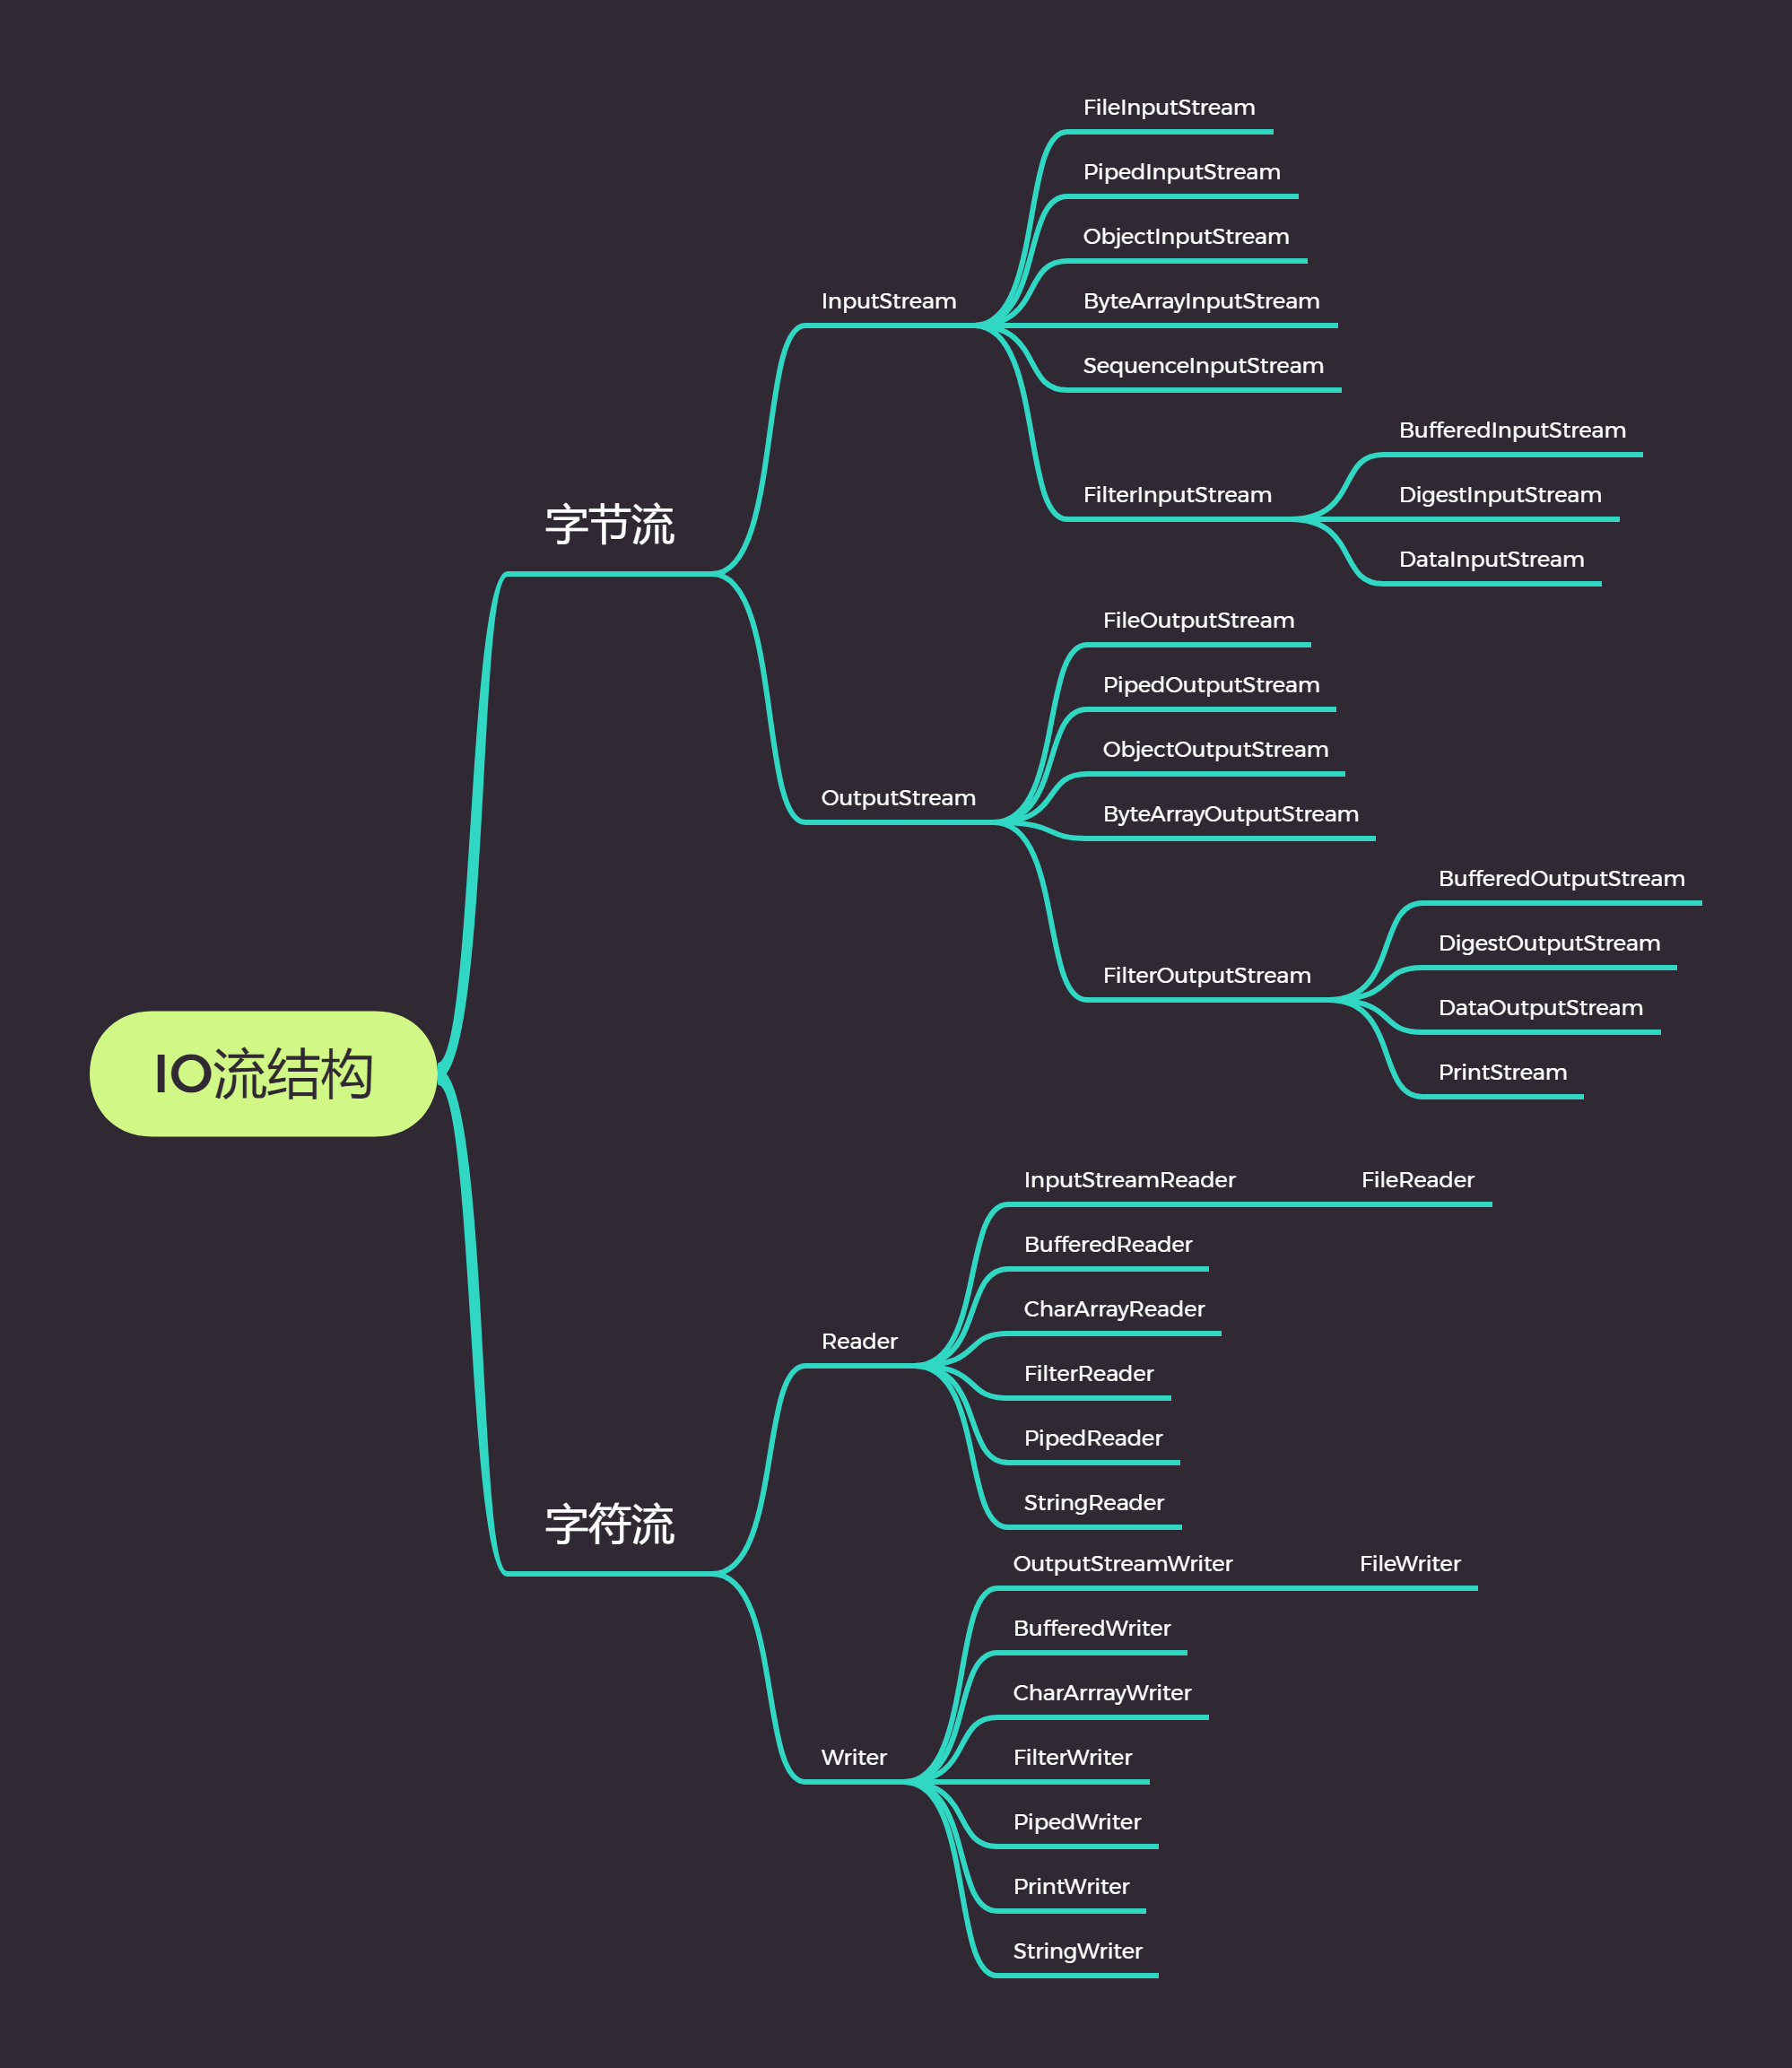 IO流结构
字节流
InputStream
FileInputStream
PipedInputStream
ObjectInputStream
ByteArrayInputStream
SequenceInputStream
FilterInputStream
BufferedInputStream
DigestInputStream
DataInputStream
OutputStream
FileOutputStream
PipedOutputStream
ObjectOutputStream
ByteArrayOutputStream
FilterOutputStream
BufferedOutputStream
DigestOutputStream
DataOutputStream
PrintStream
字符流
Reader
InputStreamReader
FileReader
BufferedReader
CharArrayReader
FilterReader
PipedReader
StringReader
Writer
OutputStreamWriter
FileWriter
BufferedWriter
CharArrrayWriter
FilterWriter
PipedWriter
PrintWriter
StringWriter